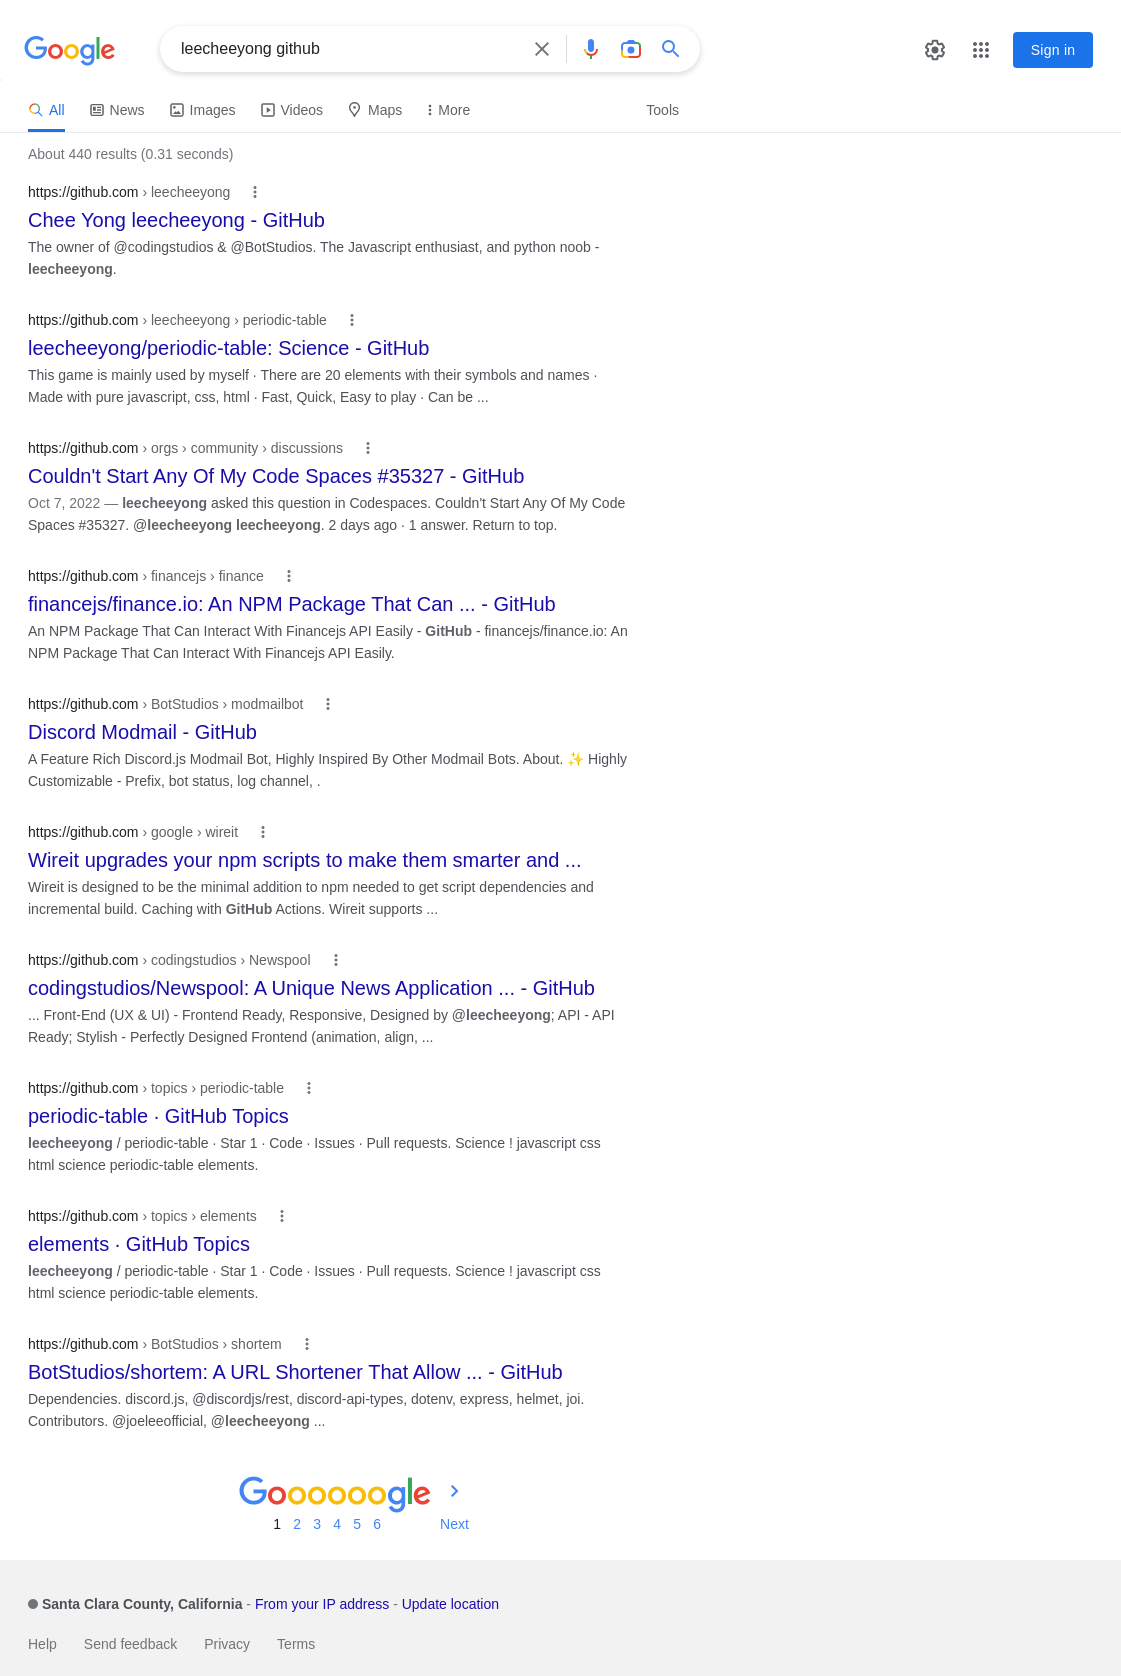 Google
leecheeyong github
Sign in
All News Images Videos Maps More Tools
About 440 results (0.31 seconds)
https://github.com › leecheeyong
Chee Yong leecheeyong - GitHub
The owner of @codingstudios & @BotStudios. The Javascript enthusiast, and python noob -
leecheeyong.
https://github.com › leecheeyong › periodic-table
leecheeyong/periodic-table: Science - GitHub
This game is mainly used by myself · There are 20 elements with their symbols and names ·
Made with pure javascript, css, html · Fast, Quick, Easy to play · Can be ...
https://github.com › orgs › community › discussions
Couldn't Start Any Of My Code Spaces #35327 - GitHub
Oct 7, 2022 — leecheeyong asked this question in Codespaces. Couldn't Start Any Of My Code
Spaces #35327. @leecheeyong leecheeyong. 2 days ago · 1 answer. Return to top.
https://github.com › financejs › finance
financejs/finance.io: An NPM Package That Can ... - GitHub
An NPM Package That Can Interact With Financejs API Easily - GitHub - financejs/finance.io: An
NPM Package That Can Interact With Financejs API Easily.
https://github.com › BotStudios › modmailbot
Discord Modmail - GitHub
A Feature Rich Discord.js Modmail Bot, Highly Inspired By Other Modmail Bots. About. ✨ Highly
Customizable - Prefix, bot status, log channel, .
https://github.com › google › wireit
Wireit upgrades your npm scripts to make them smarter and ...
Wireit is designed to be the minimal addition to npm needed to get script dependencies and
incremental build. Caching with GitHub Actions. Wireit supports ...
https://github.com › codingstudios › Newspool
codingstudios/Newspool: A Unique News Application ... - GitHub
... Front-End (UX & UI) - Frontend Ready, Responsive, Designed by @leecheeyong; API - API
Ready; Stylish - Perfectly Designed Frontend (animation, align, ...
https://github.com › topics › periodic-table
periodic-table · GitHub Topics
leecheeyong / periodic-table · Star 1 · Code · Issues · Pull requests. Science ! javascript css
html science periodic-table elements.
https://github.com › topics › elements
elements · GitHub Topics
leecheeyong / periodic-table · Star 1 · Code · Issues · Pull requests. Science ! javascript css
html science periodic-table elements.
https://github.com › BotStudios › shortem
BotStudios/shortem: A URL Shortener That Allow ... - GitHub
Dependencies. discord.js, @discordjs/rest, discord-api-types, dotenv, express, helmet, joi.
Contributors. @joeleeofficial, @leecheeyong ...
Goooooogle
1 2 3 4 5 6 Next
Santa Clara County, California - From your IP address - Update location
Help Send feedback Privacy Terms